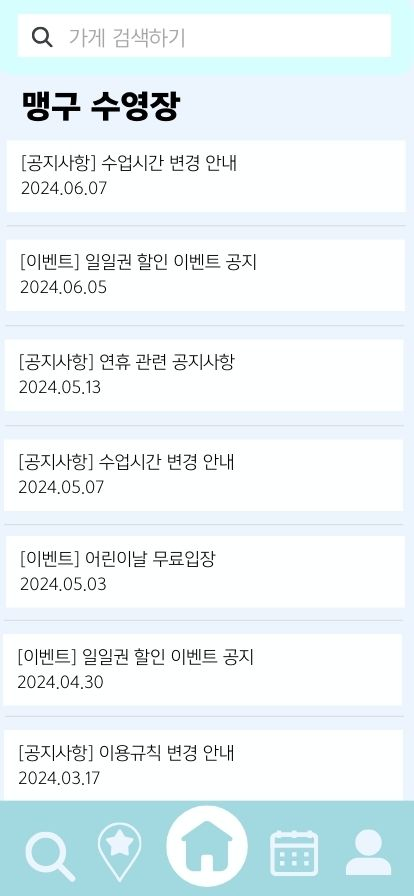 가게 검색하기
맹구 수영장
[공지사항] 수업시간 변경 안내
2024.06.07
[이벤트] 일일권 할인 이벤트 공지
2024.06.05
[공지사항] 연휴 관련 공지사항
2024.05.13
[공지사항] 수업시간 변경 안내
2024.05.07
[이벤트] 어린이날 무료입장
2024.05.03
[이벤트] 일일권 할인 이벤트 공지
2024.04.30
[공지사항] 이용규칙 변경 안내
2024.03.17